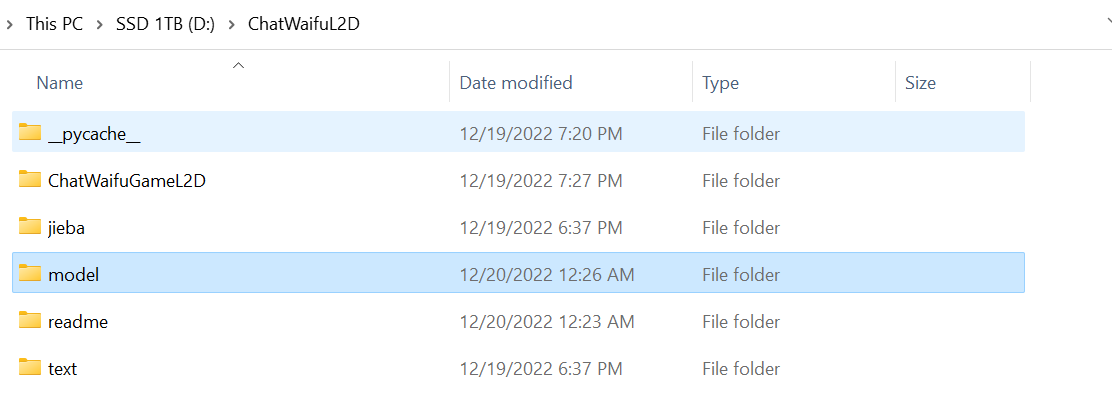 This PC > SSD 1TB (D:) > ChatWaifuL2D
Name Date modified Type Size
__pycache__ 12/19/2022 7:20 PM File folder
ChatWaifuGameL2D 12/19/2022 7:27 PM File folder
jieba 12/19/2022 6:37 PM File folder
model 12/20/2022 12:26 AM File folder
readme 12/20/2022 12:23 AM File folder
text 12/19/2022 6:37 PM File folder